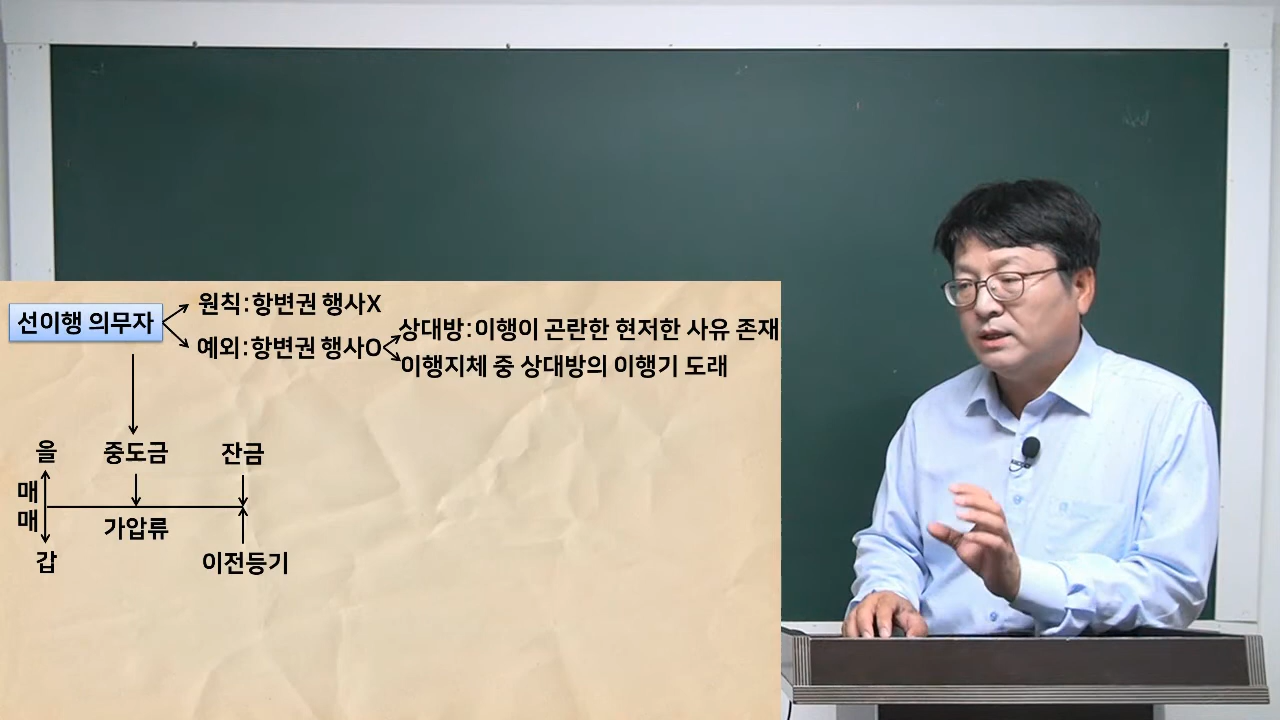 선이행 의무자
원칙:항변권 행사X
예외:항변권 행사O
상대방:이행이 곤란한 현저한 사유 존재
이행지체 중 상대방의 이행기 도래
을 중도금 잔금
매
매
가압류
갑 이전등기